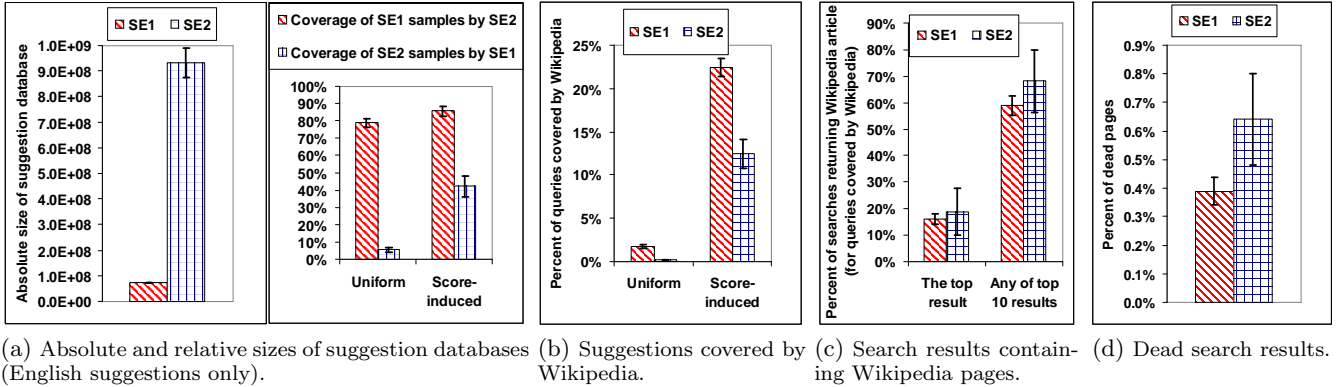 SE1 SE2
Absolute size of suggestion database
1.0E+09
9.0E+08
8.0E+08
7.0E+08
6.0E+08
5.0E+08
4.0E+08
3.0E+08
2.0E+08
1.0E+08
0.0E+08
Coverage of SE1 samples by SE2
Coverage of SE2 samples by SE1
100%
90%
80%
70%
60%
50%
40%
30%
20%
10%
0%
Uniform Score-
induced
(a) Absolute and relative sizes of suggestion databases
(English suggestions only).
SE1 SE2
Percent of queries covered by Wikipedia
25%
20%
15%
10%
5%
0%
Uniform Score-
induced
(b) Suggestions covered by
Wikipedia.
SE1 SE2
Percent of searches returning Wikipedia article
(for queries covered by Wikipedia)
90%
80%
70%
60%
50%
40%
30%
20%
10%
0%
The top Any of top
result 10 results
(c) Search results contain-
ing Wikipedia pages.
SE1 SE2
Percent of dead pages
0.9%
0.8%
0.7%
0.6%
0.5%
0.4%
0.3%
0.2%
0.1%
0.0%
(d) Dead search results.